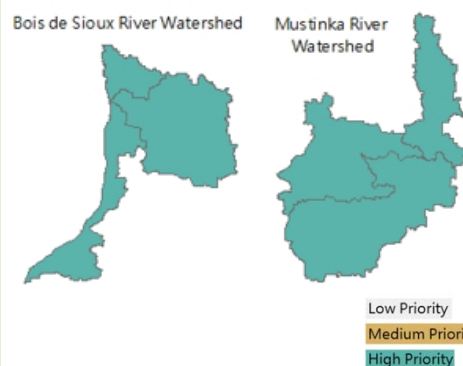 Bois de Sioux River Watershed
Mustinka River
Watershed
Low Priority
Medium Priori
High Priority